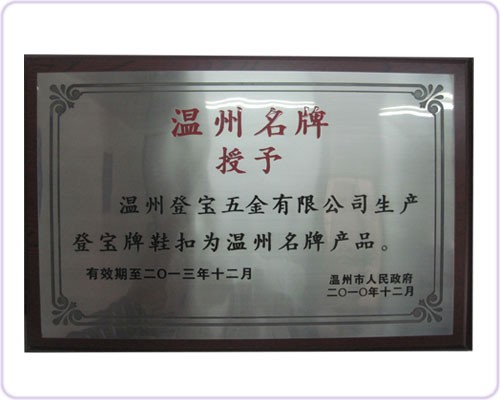 温州名牌
授予
温州登宝五金有限公司生产
登宝牌鞋扣为温州名牌产品。
有效期至二〇一三年十二月
温州市人民政府
二〇一〇年十二月